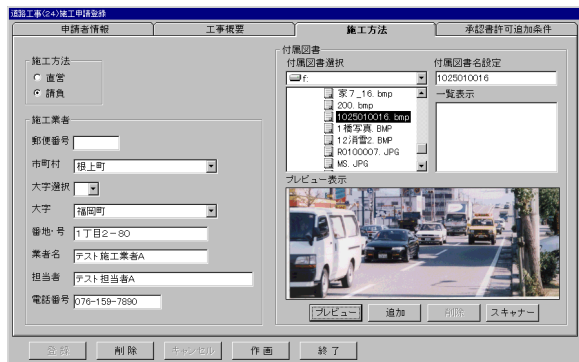 道路工事(24)施工申請登録
申請者情報
工事概要
施工方法
承認書許可追加条件
施工方法
直営
請負
施工業者
郵便番号
市町村 根上町
大字選択
大字 福岡町
番地・号 1丁目2-80
業者名 テスト施工業者A
担当者 テスト担当者A
電話番号 076-159-7890
付属図書
付属図書選択
f:
家7_16.bmp
200.bmp
1025010016.bmp
1橋写真.BMP
12消雪2.BMP
R0100007.JPG
MS.JPG
付属図書名設定
1025010016
一覧表示
プレビュー表示
プレビュー
追加
削除
スキャナー
登録
削除
キャンセル
作画
終了